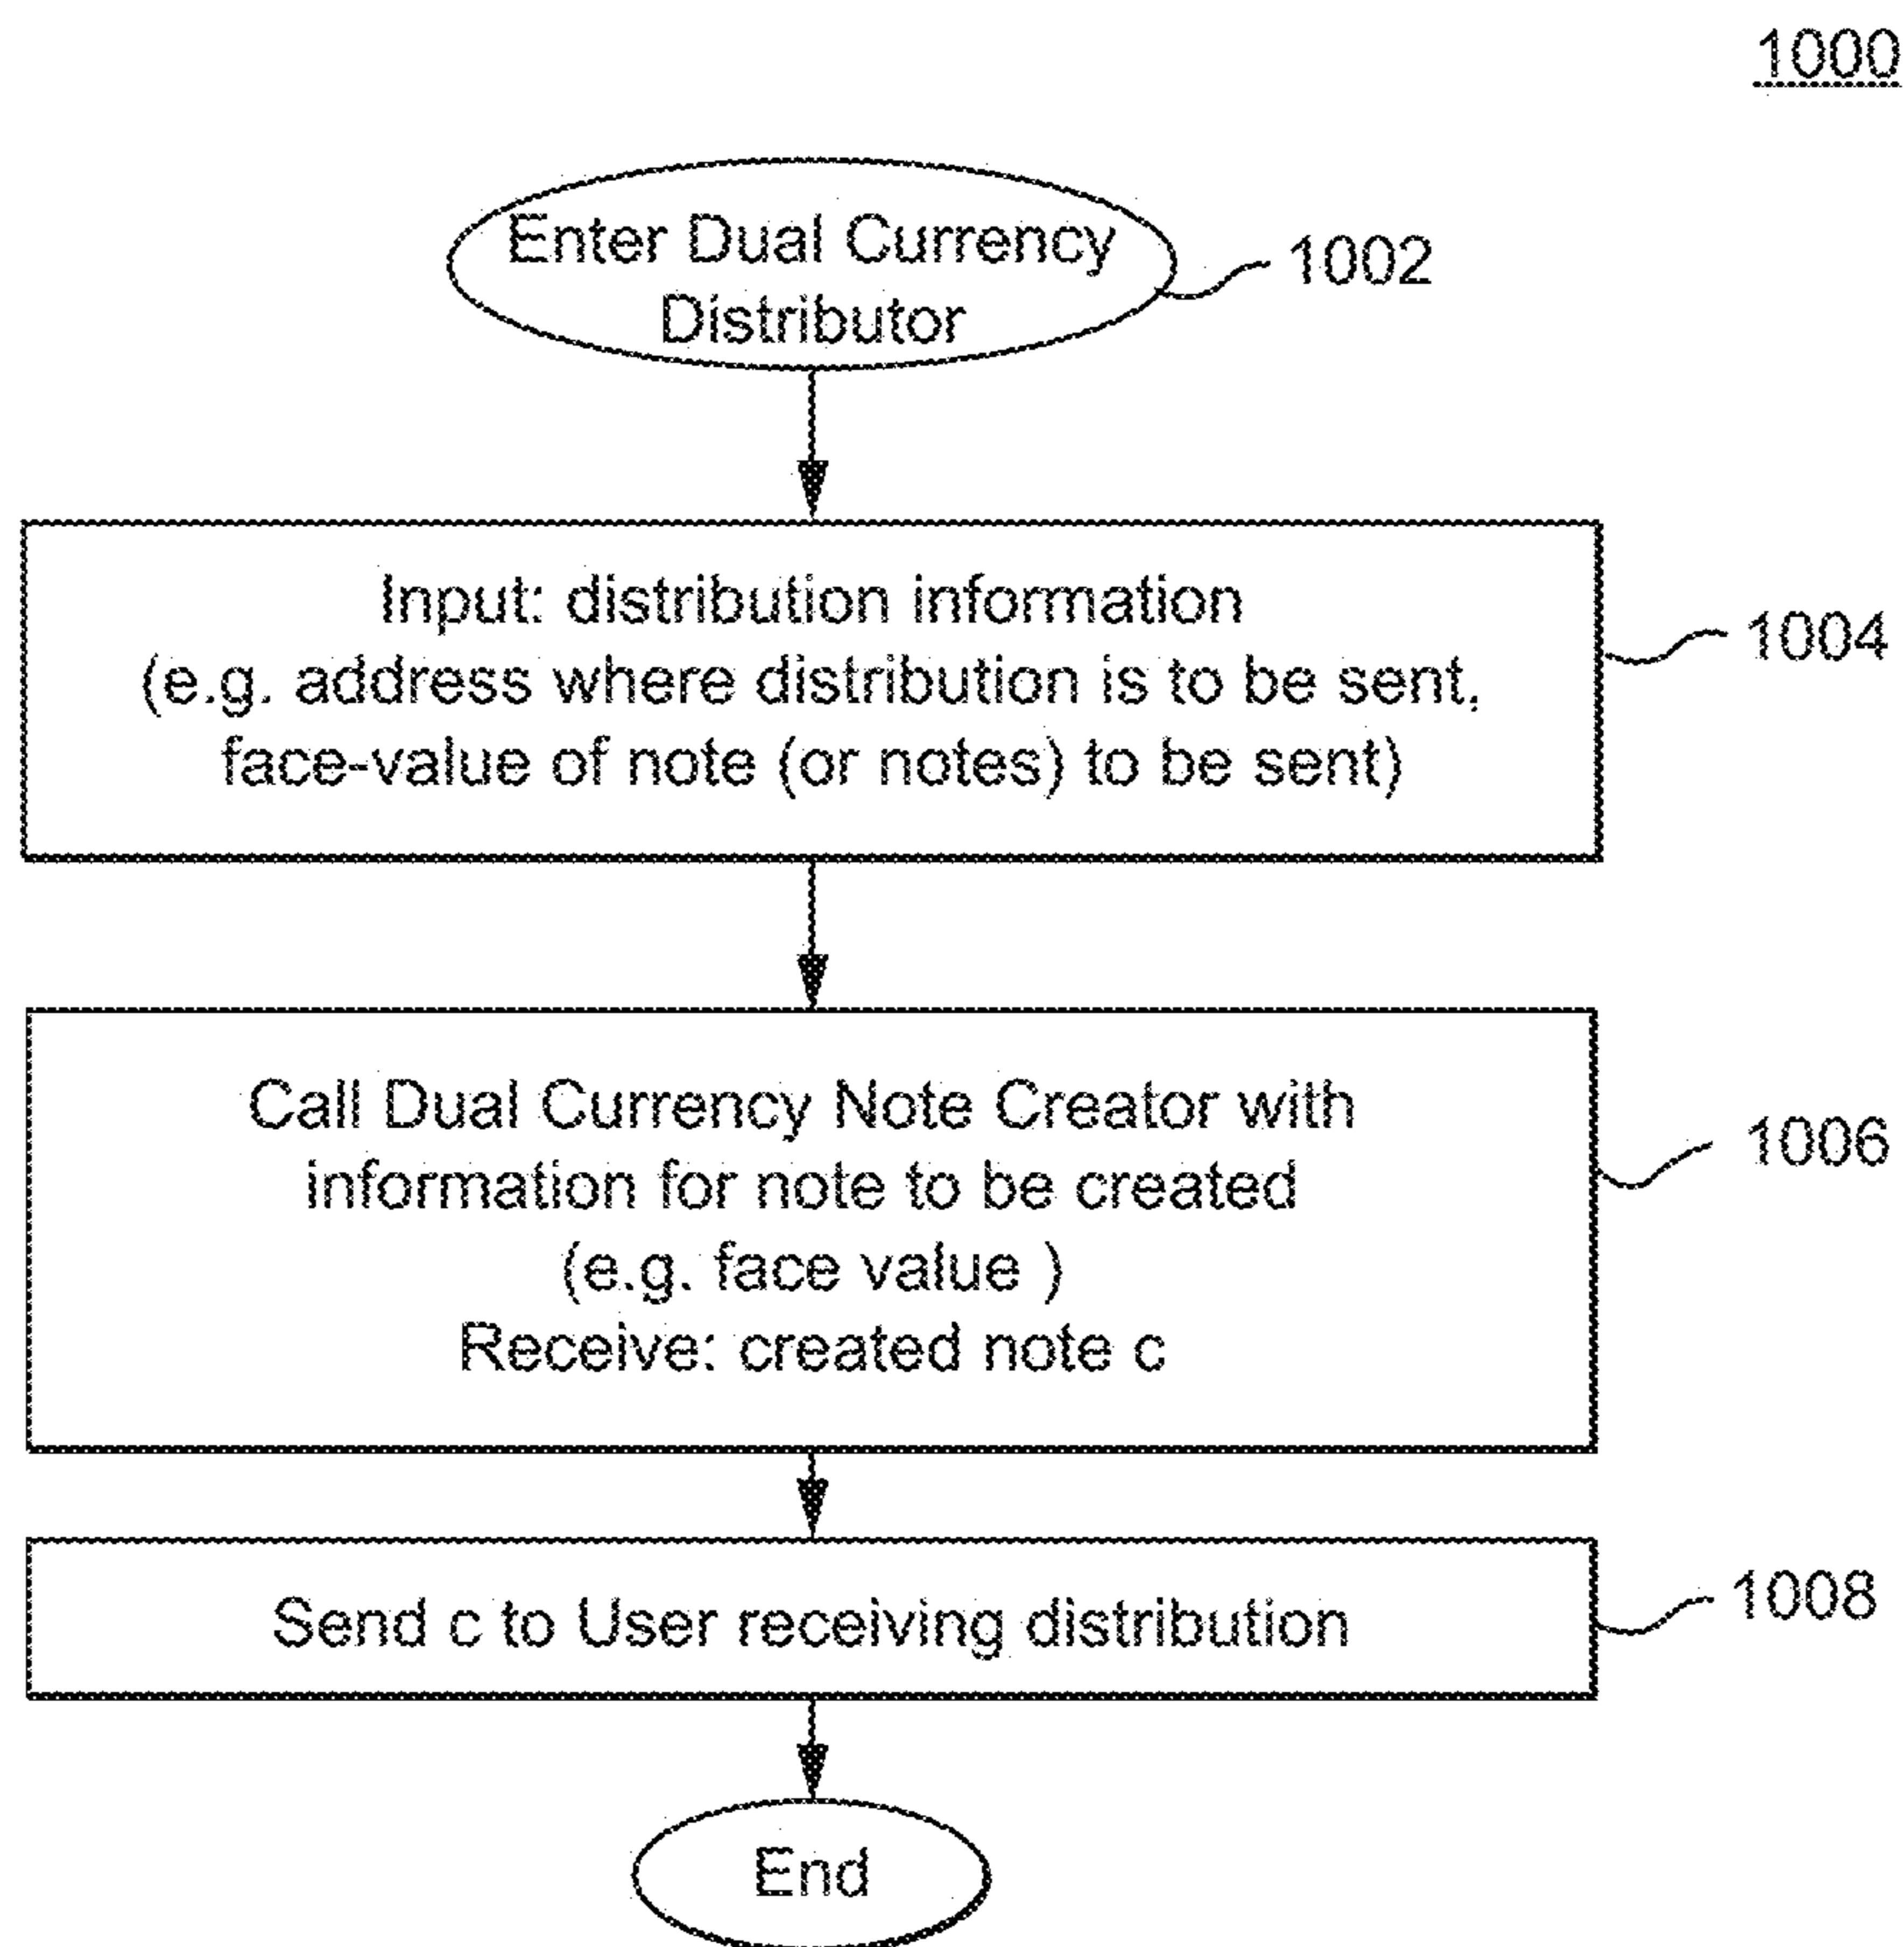 1000
Enter Dual Currency
Distributor
1002
Input: distribution information
(e.g. address where distribution is to be sent,
face-value of note (or notes) to be sent)
1004
Call Dual Currency Note Creator with
information for note to be created
(e.g. face value )
Receive: created note c
1006
Send c to User receiving distribution
1008
End